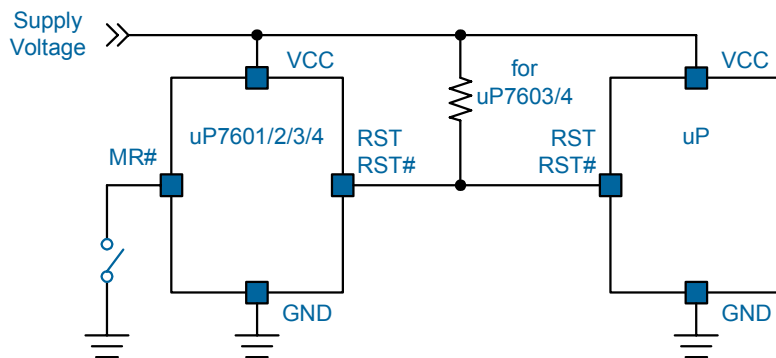 Supply
Voltage
VCC
for
uP7603/4
VCC
uP7601/2/3/4
MR#
RST
RST#
RST
RST#
uP
GND
GND